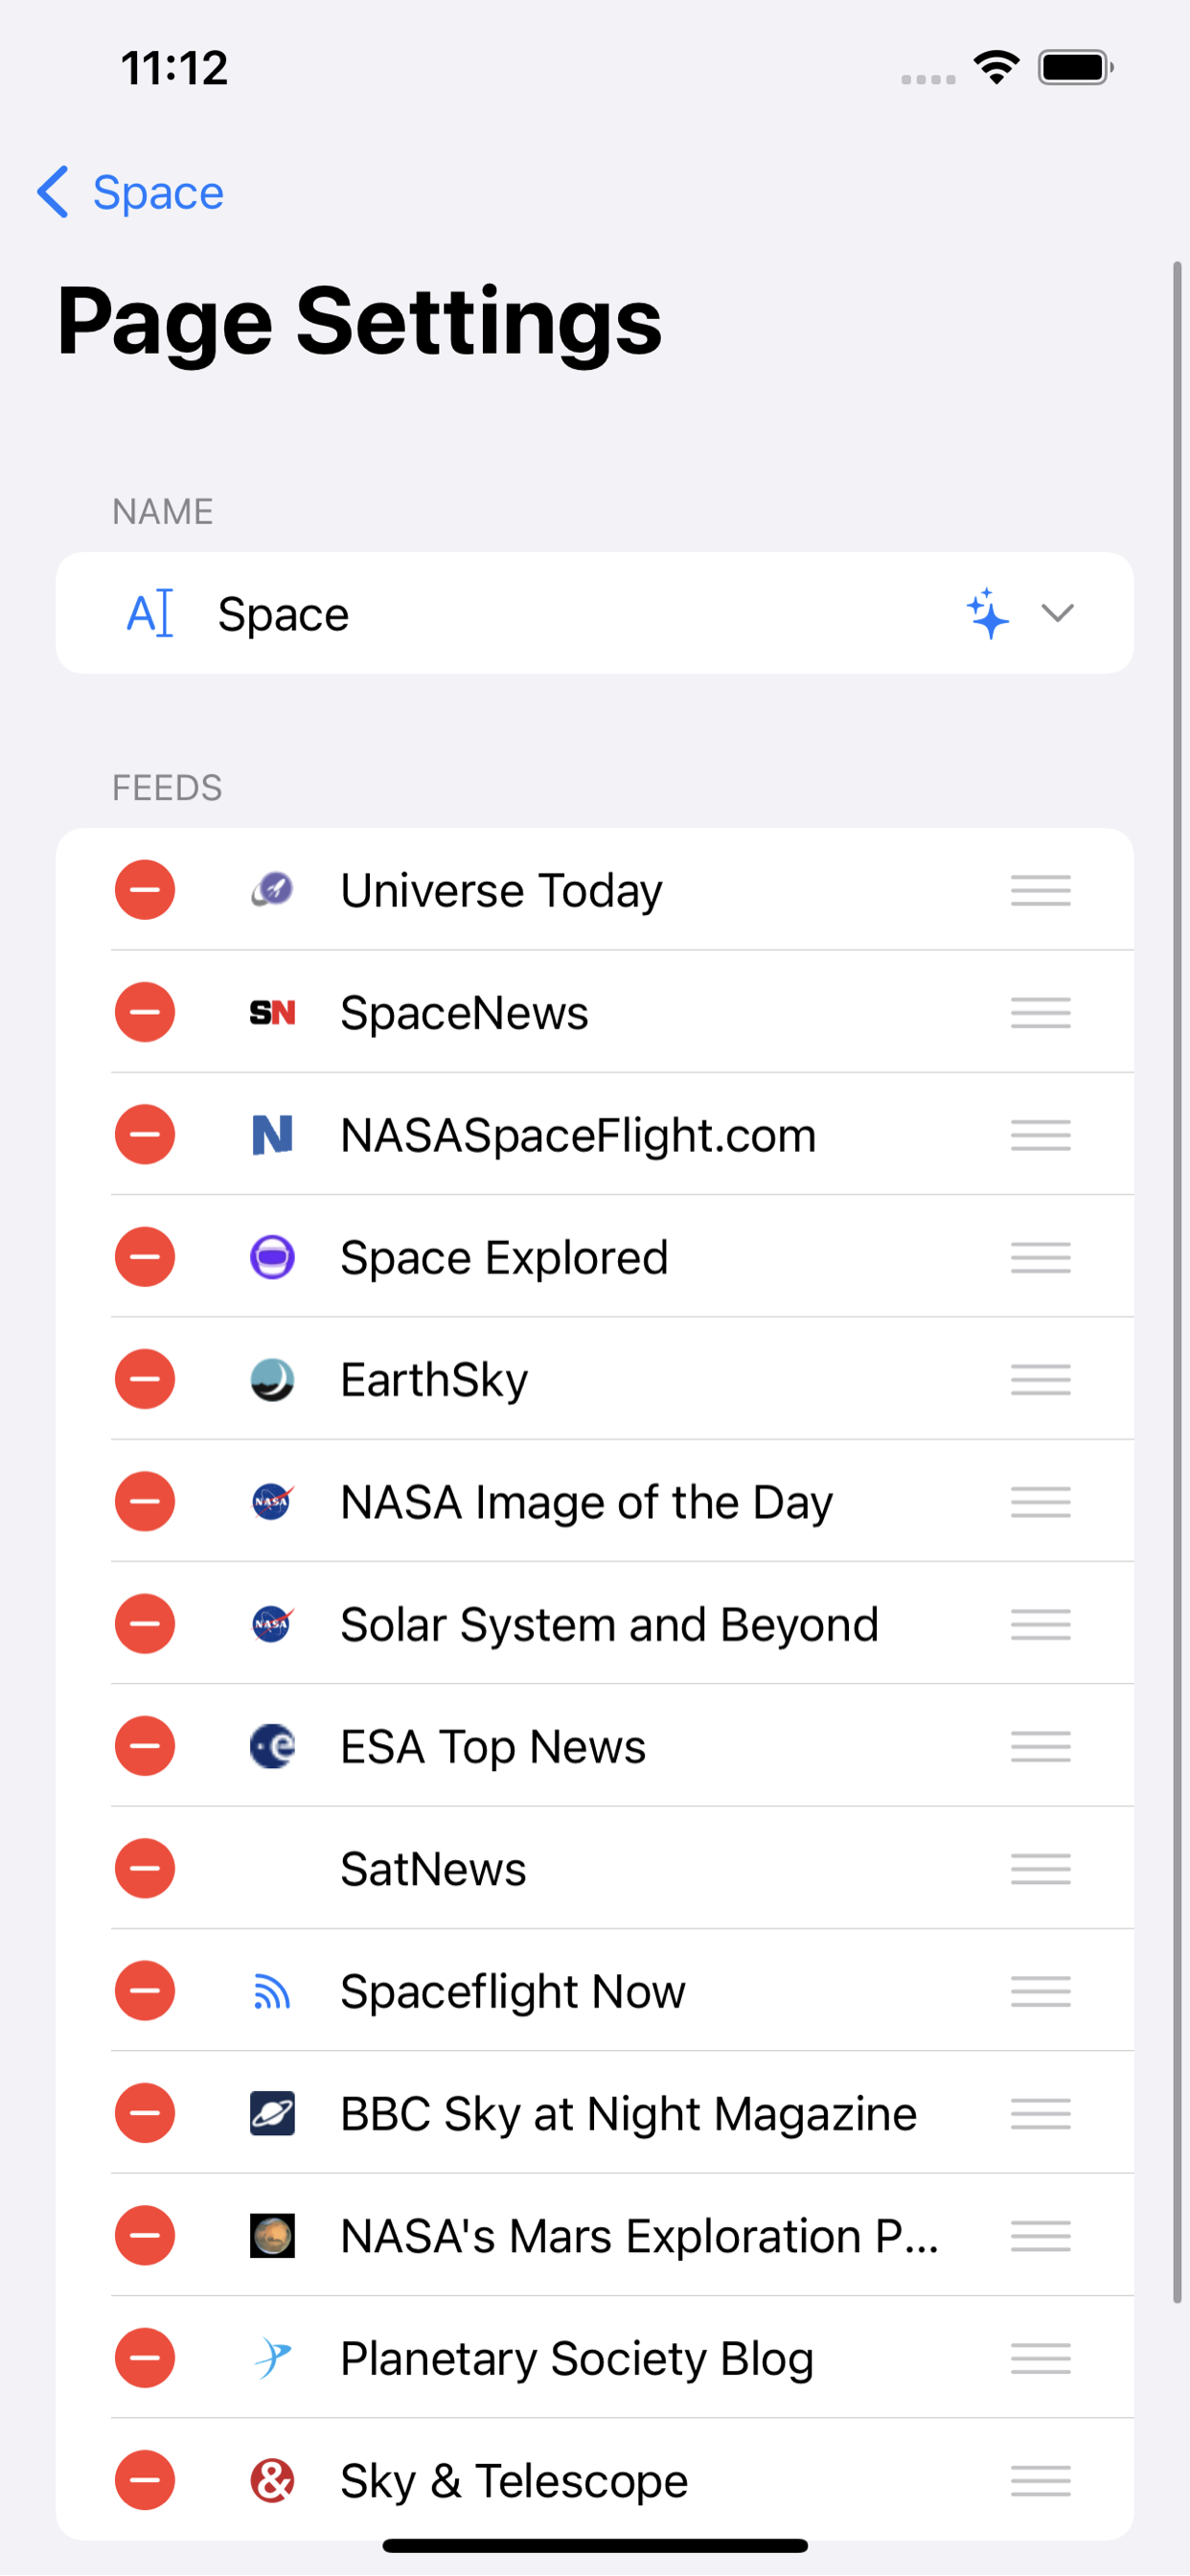 11:12
Space
Page Settings
NAME
Space
FEEDS
Universe Today
SN SpaceNews
N NASASpaceFlight.com
Space Explored
EarthSky
NASA NASA Image of the Day
NASA Solar System and Beyond
e ESA Top News
SatNews
Spaceflight Now
BBC Sky at Night Magazine
NASA's Mars Exploration P...
Planetary Society Blog
& Sky & Telescope